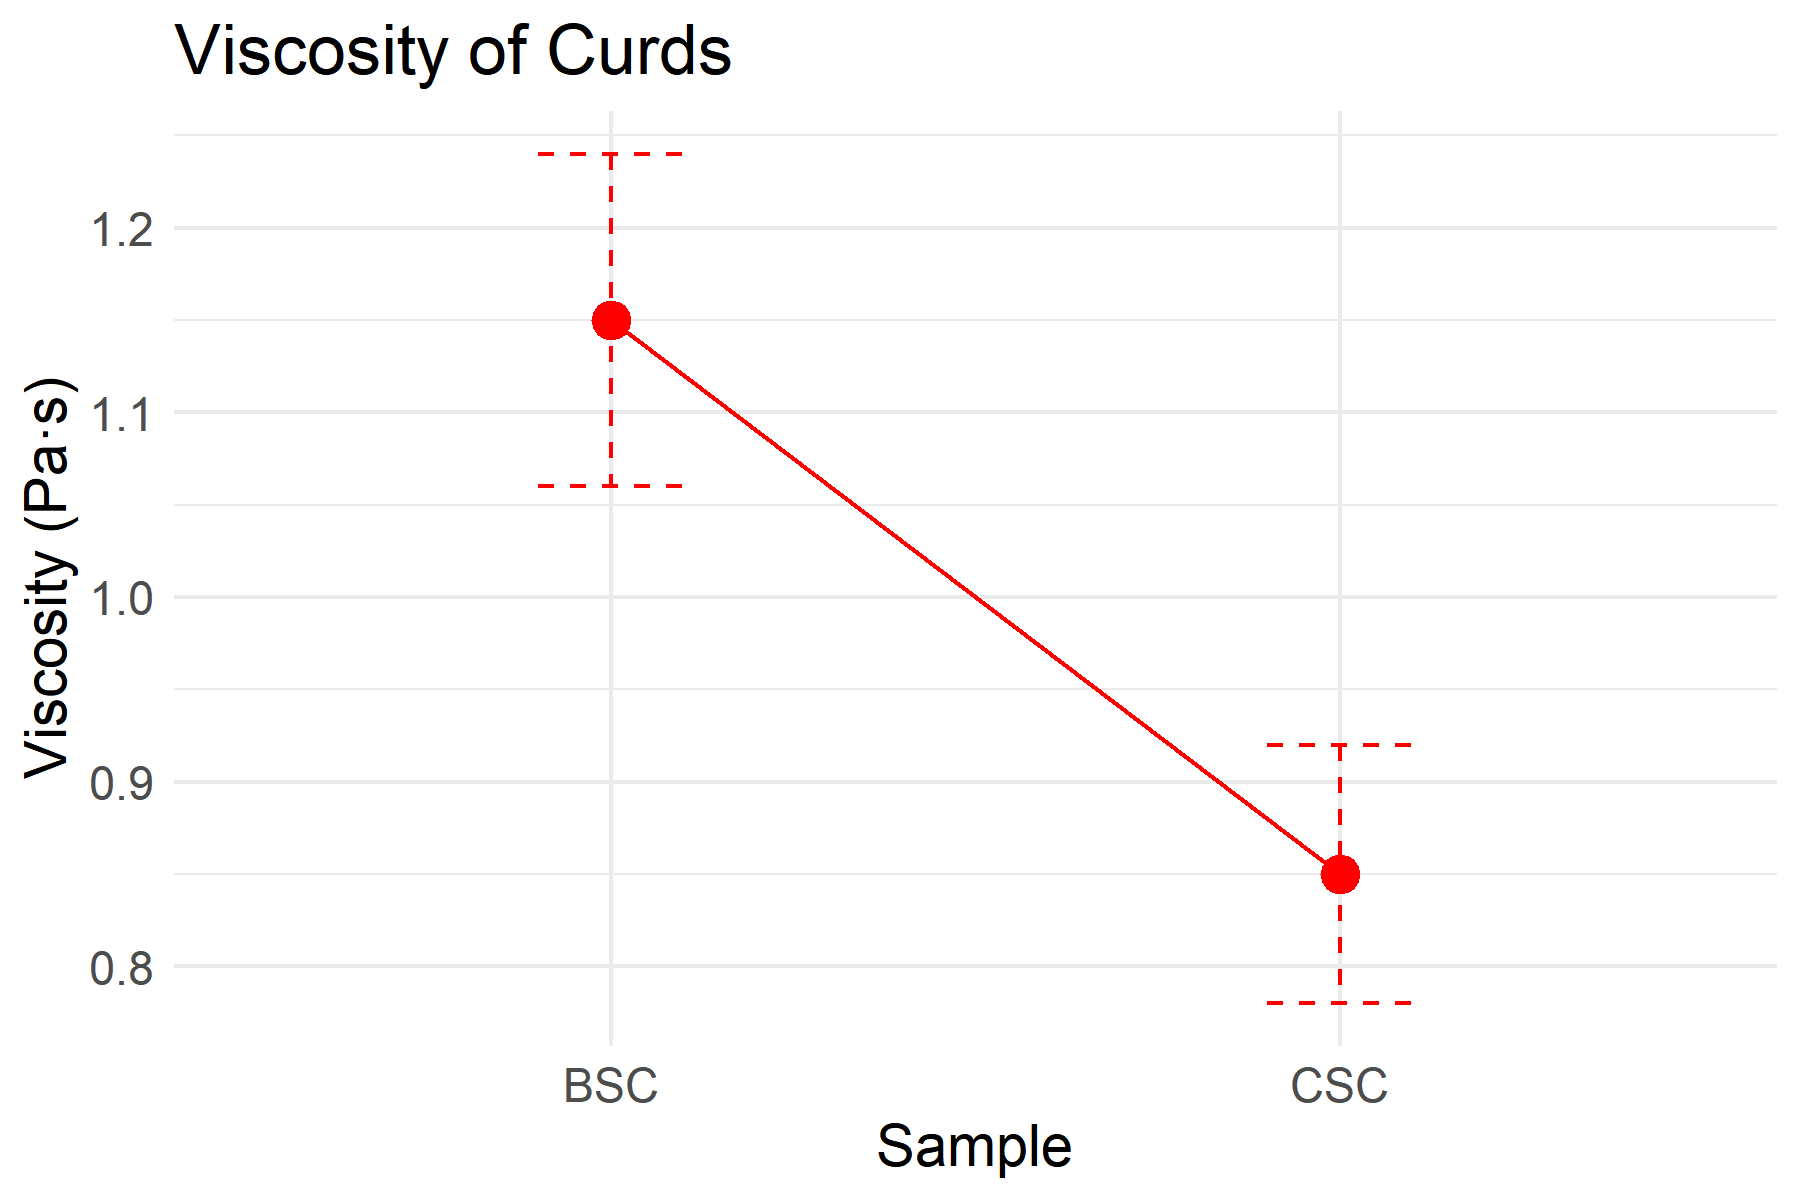 Viscosity of Curds
Viscosity (Pa·s)
1.2
1.1
1.0
0.9
0.8
BSC
CSC
Sample